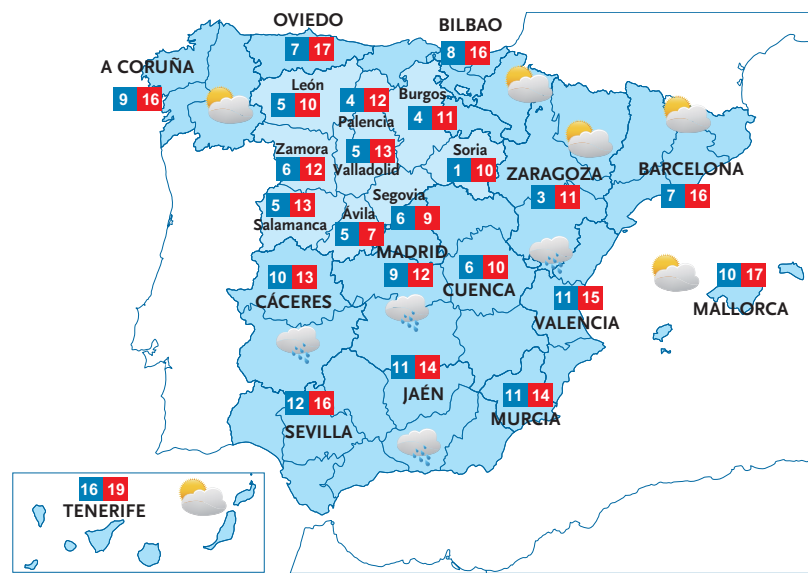 OVIEDO
7 17
BILBAO
8 16
A CORUÑA
9 16
León
5 10
4 12
Palencia
Burgos
4 11
Zamora
6 12
5 13
Valladolid
Soria
1 10
ZARAGOZA
3 11
BARCELONA
7 16
5 13
Salamanca
Segovia
6 9
Ávila
5 7
MADRID
9 12
6 10
CUENCA
10 13
CÁCERES
11 15
VALENCIA
10 17
MALLORCA
11 14
JAÉN
11 14
MURCIA
12 16
SEVILLA
16 19
TENERIFE